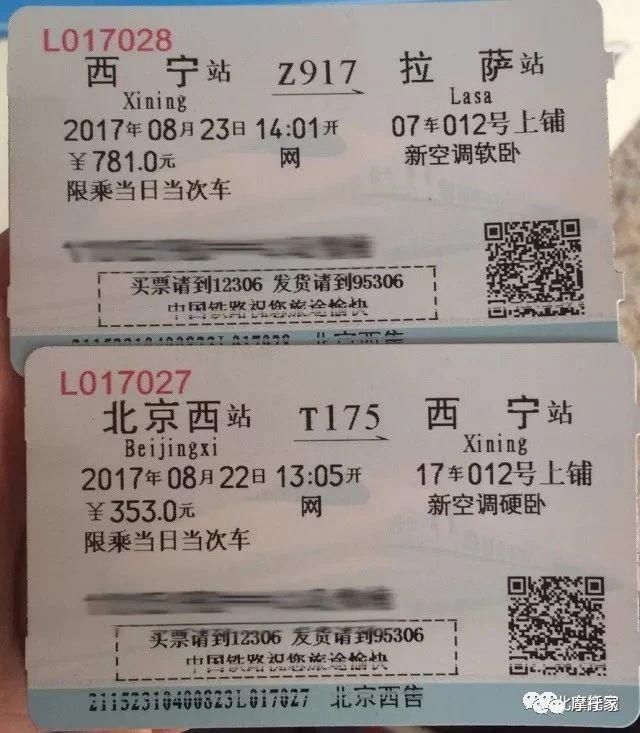 L017028
西宁站 Z917 拉萨站
Xining Lasa
2017年08月23日 14:01开 07车012号上铺
￥781.0元 网 新空调软卧
限乘当日当次车
买票请到12306 发货请到95306
中国铁路祝您旅途愉快
21152310400823L017028 北京西售
L017027
北京西站 T175 西宁站
Beijingxi Xining
2017年08月22日 13:05开 17车012号上铺
￥353.0元 网 新空调硬卧
限乘当日当次车
买票请到12306 发货请到95306
中国铁路祝您旅途愉快
21152310400823L017027 北京西售
北摩托家